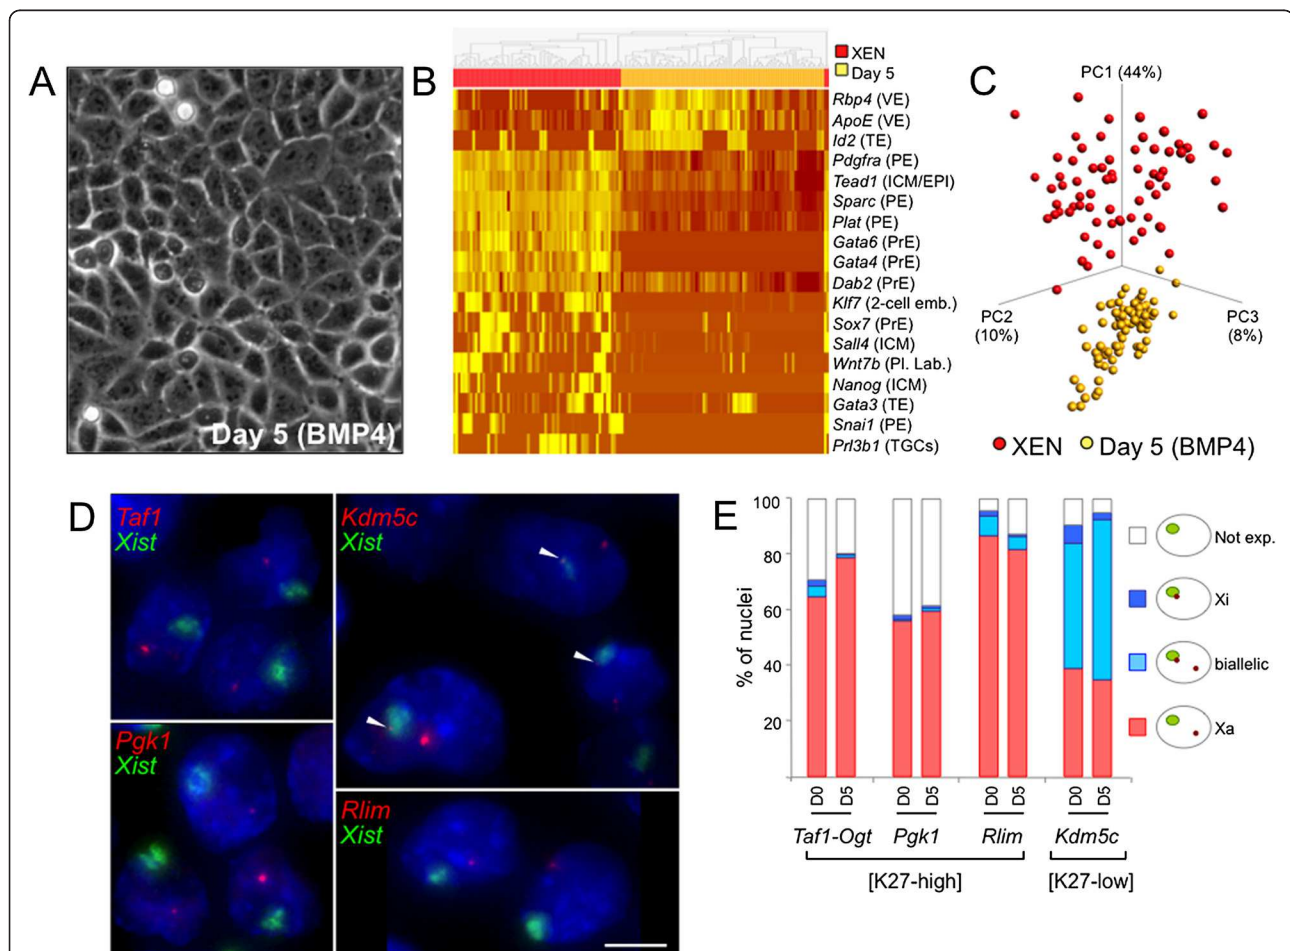 A
Day 5 (BMP4)
B
XEN
Day 5
Rbp4 (VE)
ApoE (VE)
Id2 (TE)
Pdgfra (PE)
Tead1 (ICM/EPI)
Sparc (PE)
Plat (PE)
Gata6 (PrE)
Gata4 (PrE)
Dab2 (PrE)
Klf7 (2-cell emb.)
Sox7 (PrE)
Sall4 (ICM)
Wnt7b (Pl. Lab.)
Nanog (ICM)
Gata3 (TE)
Snai1 (PE)
Prl3b1 (TGCs)
C
PC1 (44%)
PC2
(10%)
PC3
(8%)
XEN Day 5 (BMP4)
D
Taf1
Xist
Kdm5c
Xist
Pgk1
Xist
Rlim
Xist
E
% of nuclei
100
80
60
40
20
D0 D5 D0 D5 D0 D5 D0 D5
Taf1-Ogt Pgk1 Rlim Kdm5c
[K27-high] [K27-low]
Not exp.
Xi
biallelic
Xa